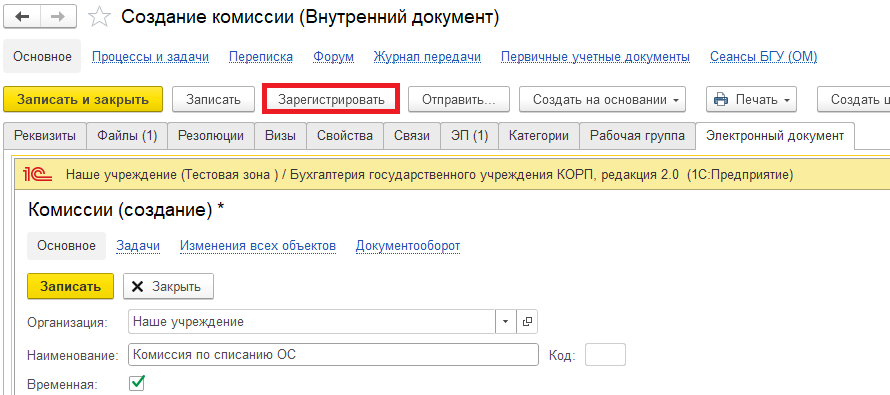 Создание комиссии (Внутренний документ)
Основное Процессы и задачи Переписка Форум Журнал передачи Первичные учетные документы Сеансы БГУ (ОМ)
Записать и закрыть Записать Зарегистрировать Отправить... Создать на основании Печать Создать ш
Реквизиты Файлы (1) Резолюции Визы Свойства Связи ЭП (1) Категории Рабочая группа Электронный документ
1С Наше учреждение (Тестовая зона ) / Бухгалтерия государственного учреждения КОРП, редакция 2.0 (1С:Предприятие)
Комиссии (создание) *
Основное Задачи Изменения всех объектов Документооборот
Записать Закрыть
Организация: Наше учреждение
Наименование: Комиссия по списанию ОС Код:
Временная: